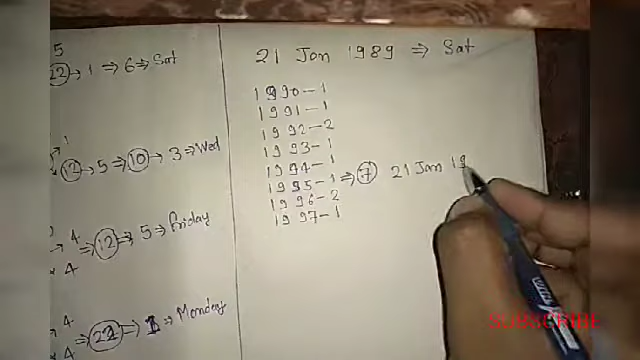 5
22 → 1 ⇒ 6 ⇒ Sat
1
12 → 5 ⇒ 10 → 3 ⇒ Wed
→ 4
4 ⇒ 12 ⇒ 5 ⇒ Friday
→ 4
4 ⇒ 22 ⇒ 1 ⇒ Monday
21 Jan 1989 ⇒ Sat
1990-1
1991-1
1992-2
1993-1
1994-1
1995-1 ⇒ 7 21 Jan 19
1996-2
1997-1
SUBSCRIBE